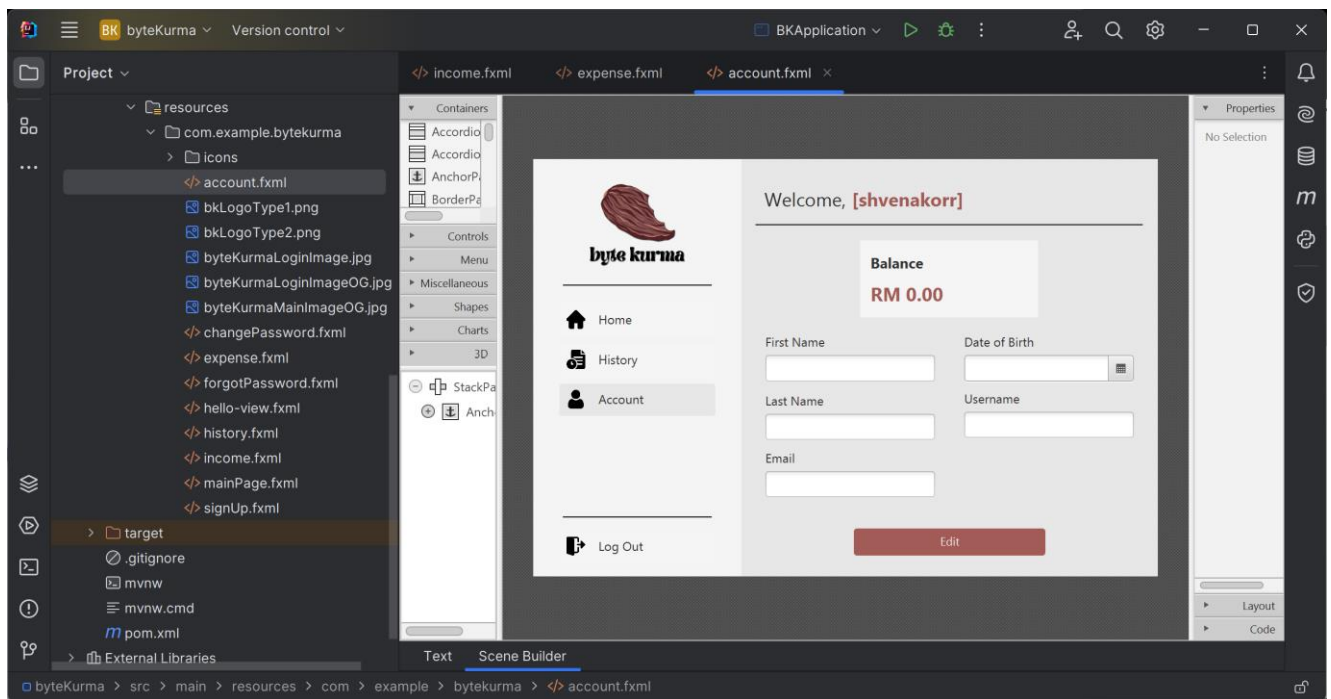 BK byteKurma Version control BKApplication
Project
income.fxml expense.fxml account.fxml
resources
com.example.bytekurma
icons
account.fxml
bkLogoType1.png
bkLogoType2.png
byteKurmaLoginImage.jpg
byteKurmaLoginImageOG.jpg
byteKurmaMainImageOG.jpg
changePassword.fxml
expense.fxml
forgotPassword.fxml
hello-view.fxml
history.fxml
income.fxml
mainPage.fxml
signUp.fxml
target
.gitignore
mvnw
mvnw.cmd
pom.xml
External Libraries
Containers
Accordio
Accordio
AnchorPa
BorderPa
Controls
Menu
Miscellaneous
Shapes
Charts
3D
StackPa
Ancho
byte kurma
Home
History
Account
Log Out
Welcome, [shvenakorr]
Balance
RM 0.00
First Name Date of Birth
Last Name Username
Email
Edit
Properties
No Selection
Layout
Code
Text Scene Builder
byteKurma > src > main > resources > com > example > bytekurma > account.fxml